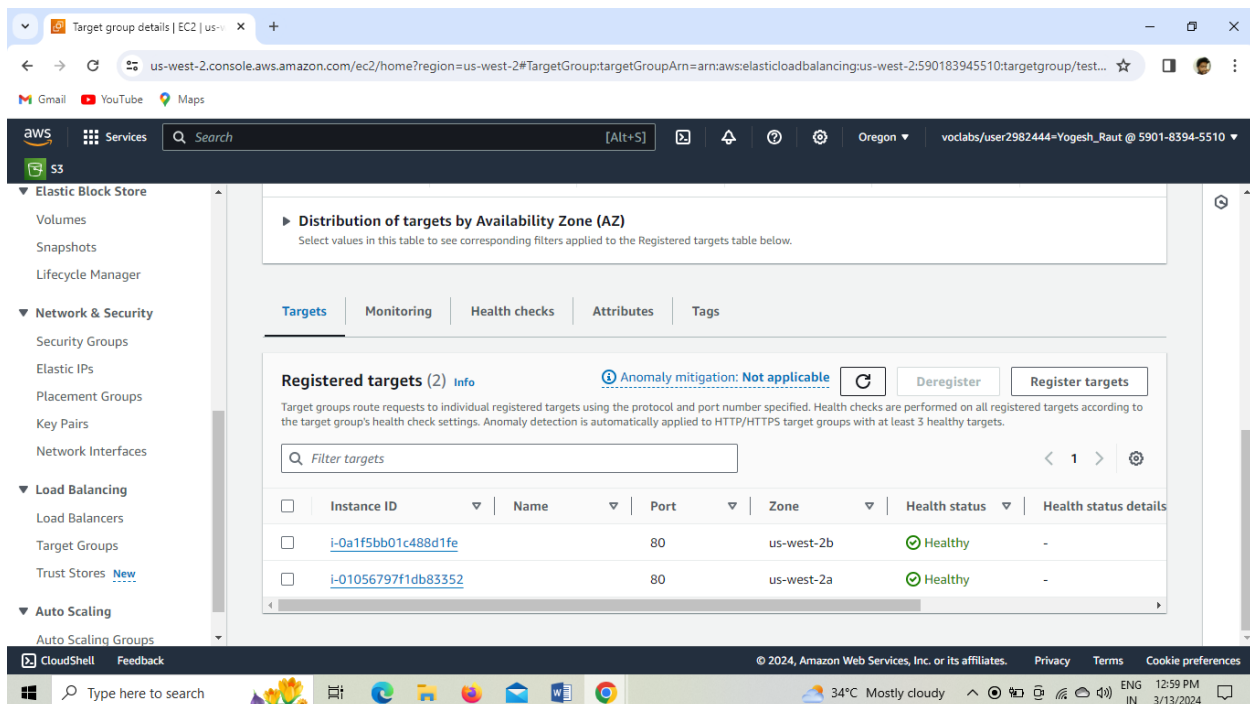 Target group details | EC2 | us-w
us-west-2.console.aws.amazon.com/ec2/home?region=us-west-2#TargetGroup:targetGroupArn=arn:aws:elasticloadbalancing:us-west-2:590183945510:targetgroup/test...
Gmail YouTube Maps
aws Services Search [Alt+S] Oregon voclabs/user2982444=Yogesh_Raut @ 5901-8394-5510
S3
Elastic Block Store
Volumes
Snapshots
Lifecycle Manager
Network & Security
Security Groups
Elastic IPs
Placement Groups
Key Pairs
Network Interfaces
Load Balancing
Load Balancers
Target Groups
Trust Stores New
Auto Scaling
Auto Scaling Groups
Distribution of targets by Availability Zone (AZ)
Select values in this table to see corresponding filters applied to the Registered targets table below.
Targets Monitoring Health checks Attributes Tags
Registered targets (2) Info Anomaly mitigation: Not applicable Deregister Register targets
Target groups route requests to individual registered targets using the protocol and port number specified. Health checks are performed on all registered targets according to
the target group's health check settings. Anomaly detection is automatically applied to HTTP/HTTPS target groups with at least 3 healthy targets.
Filter targets 1
Instance ID Name Port Zone Health status Health status details
i-0a1f5bb01c488d1fe 80 us-west-2b Healthy -
i-01056797f1db83352 80 us-west-2a Healthy -
CloudShell Feedback © 2024, Amazon Web Services, Inc. or its affiliates. Privacy Terms Cookie preferences
Type here to search 34°C Mostly cloudy ENG 12:59 PM
IN 3/13/2024